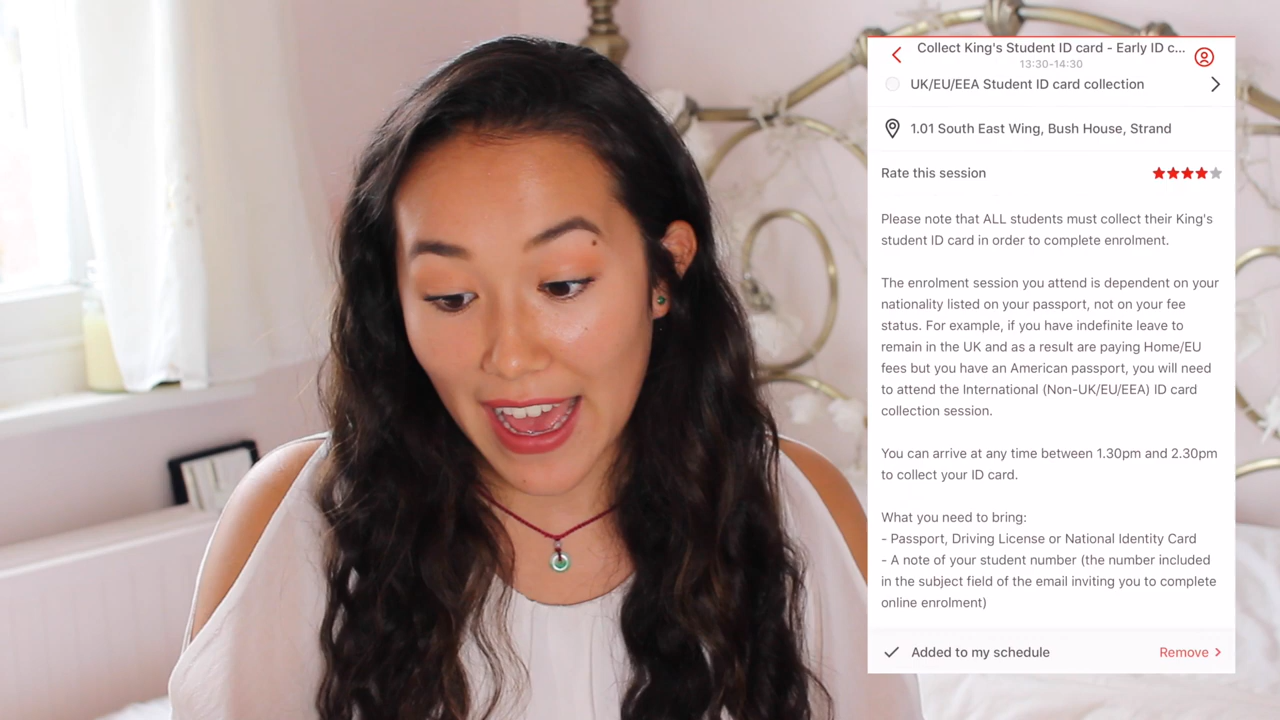 Collect King's Student ID card - Early ID c...
13:30-14:30
UK/EU/EEA Student ID card collection
1.01 South East Wing, Bush House, Strand
Rate this session
Please note that ALL students must collect their King's
student ID card in order to complete enrolment.
The enrolment session you attend is dependent on your
nationality listed on your passport, not on your fee
status. For example, if you have indefinite leave to
remain in the UK and as a result are paying Home/EU
fees but you have an American passport, you will need
to attend the International (Non-UK/EU/EEA) ID card
collection session.
You can arrive at any time between 1.30pm and 2.30pm
to collect your ID card.
What you need to bring:
- Passport, Driving License or National Identity Card
- A note of your student number (the number included
in the subject field of the email inviting you to complete
online enrolment)
Added to my schedule
Remove